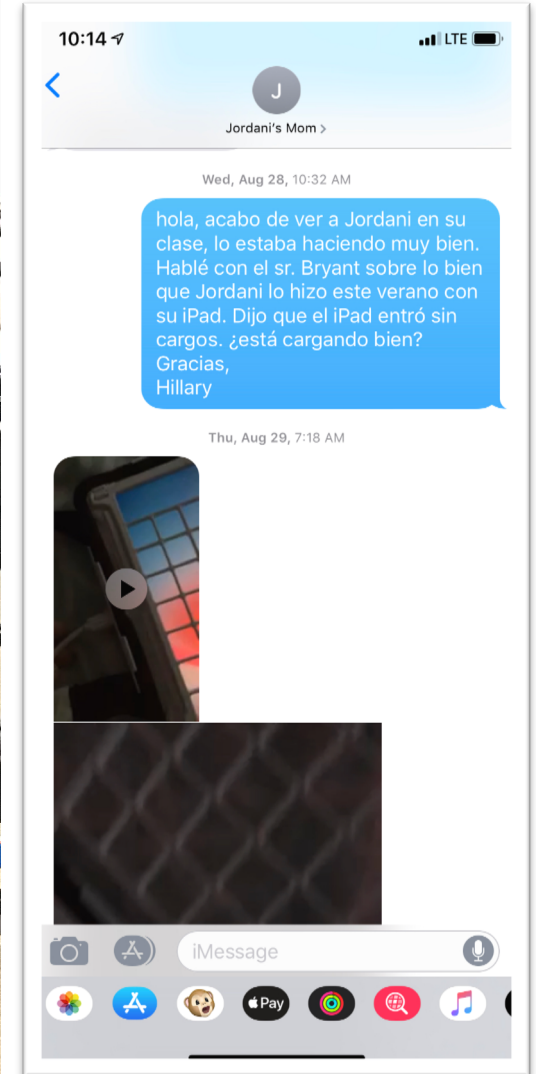 10:14
LTE
J
Jordani's Mom >
Wed, Aug 28, 10:32 AM
hola, acabo de ver a Jordani en su
clase, lo estaba haciendo muy bien.
Hablé con el sr. Bryant sobre lo bien
que Jordani lo hizo este verano con
su iPad. Dijo que el iPad entró sin
cargos. ¿está cargando bien?
Gracias,
Hillary
Thu, Aug 29, 7:18 AM
iMessage
Pay